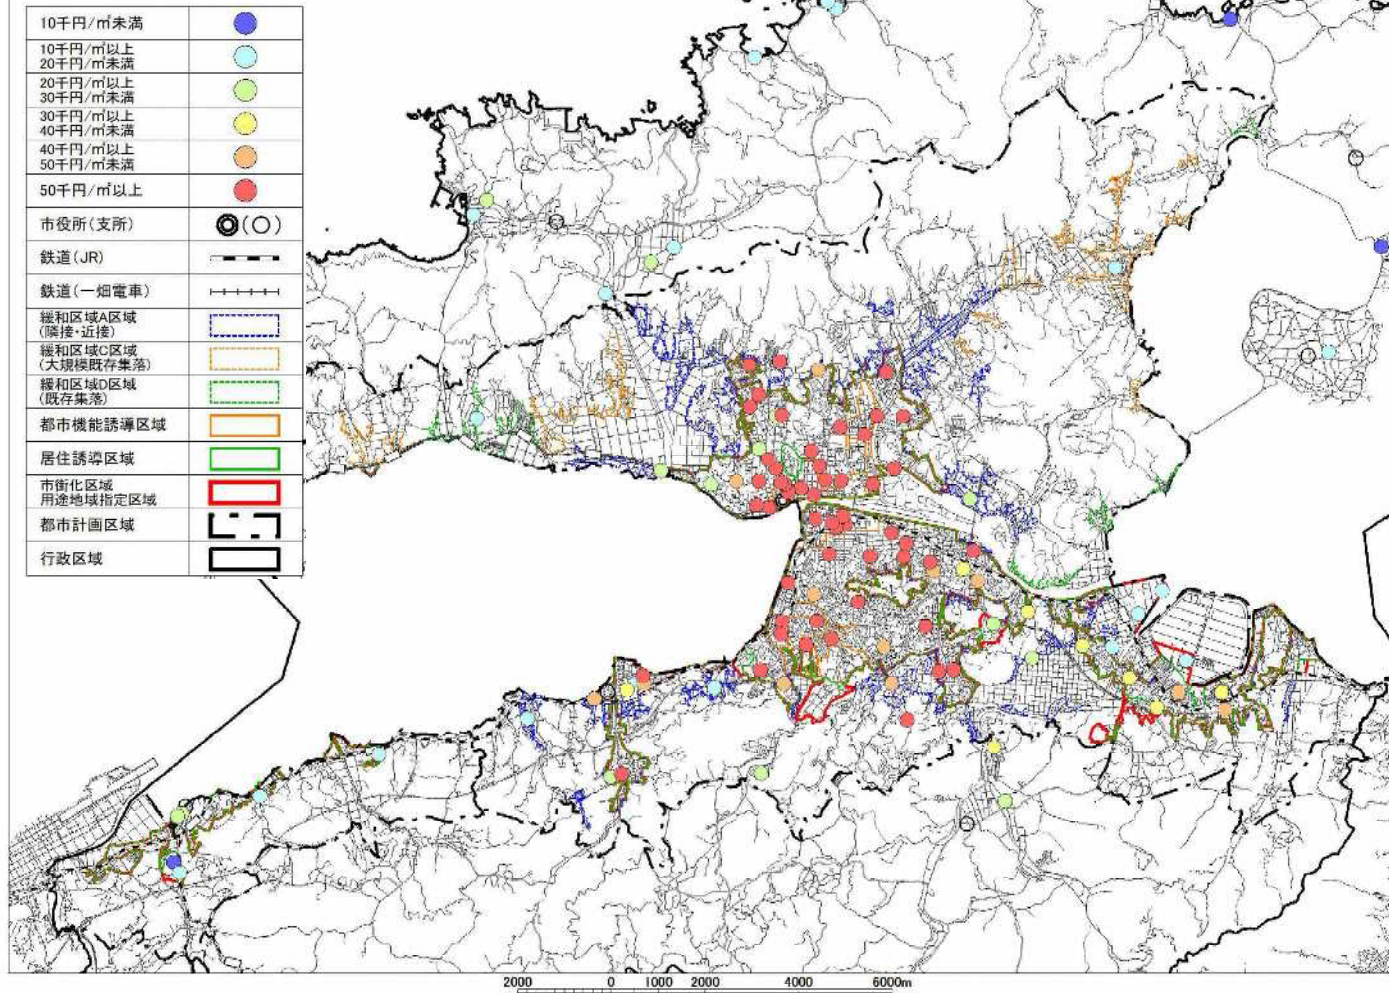 10千円/㎡未満
10千円/㎡以上
20千円/㎡未満
20千円/㎡以上
30千円/㎡未満
30千円/㎡以上
40千円/㎡未満
40千円/㎡以上
50千円/㎡未満
50千円/㎡以上
市役所(支所)
(○)
鉄道(JR)
鉄道(一畑電車)
緩和区域A区域
(隣接・近接)
緩和区域C区域
(大規模既存集落)
緩和区域D区域
(既存集落)
都市機能誘導区域
居住誘導区域
市街化区域
用途地域指定区域
都市計画区域
行政区域
2000 0 1000 2000 4000 6000m